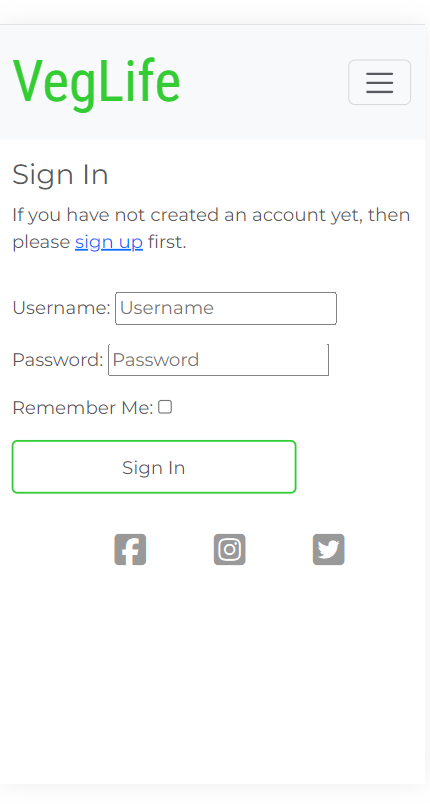 VegLife
Sign In
If you have not created an account yet, then
please sign up first.
Username: Username
Password: Password
Remember Me:
Sign In